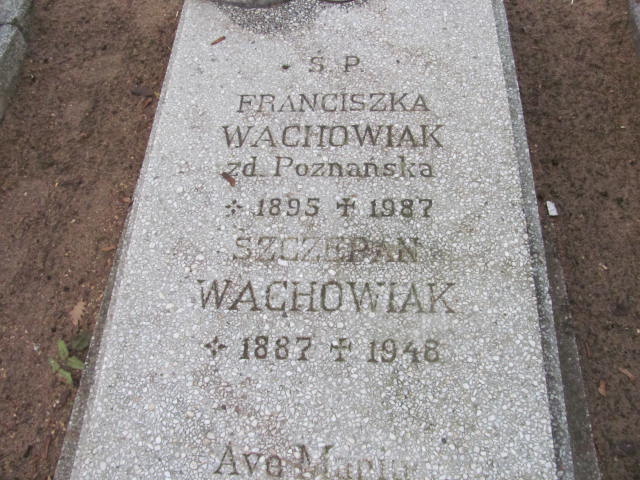 Ś. P.
FRANCISZKA
WACHOWIAK
zd. Poznańska
1895 ✝ 1987
SZCZEPAN
WACHOWIAK
1887 ✝ 1948
Ave Maria